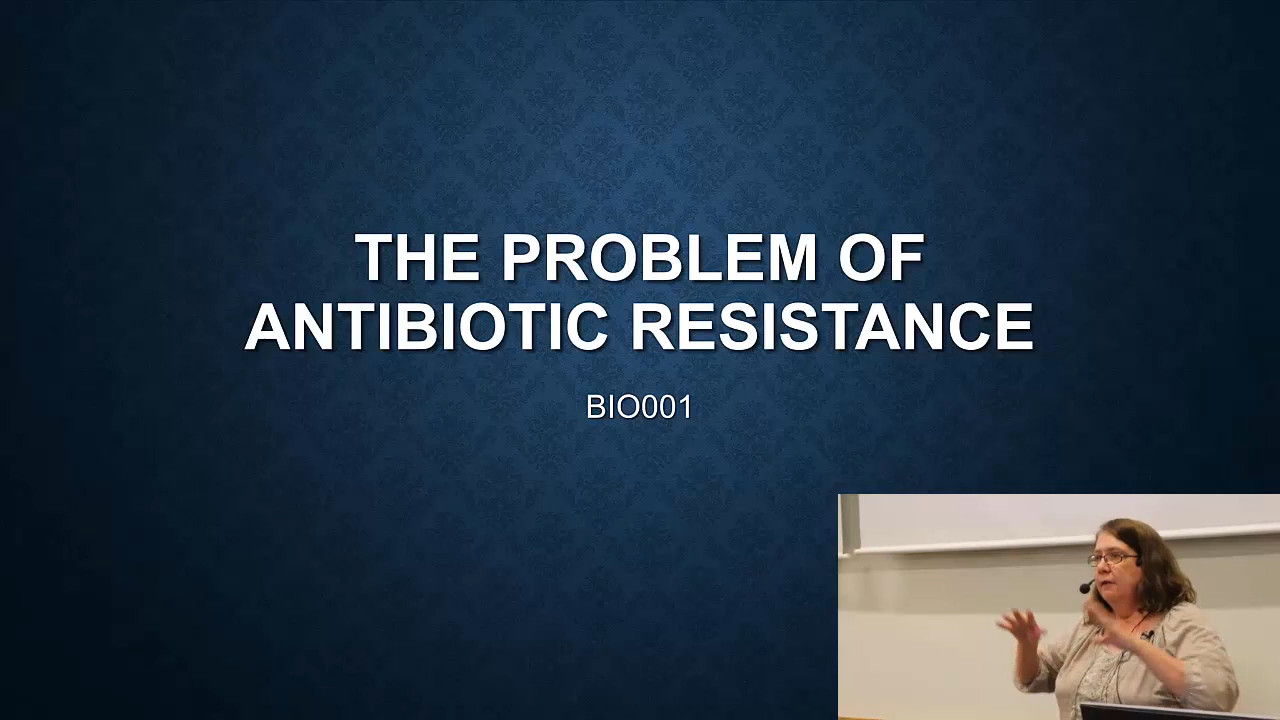 THE PROBLEM OF
ANTIBIOTIC RESISTANCE
BIO001